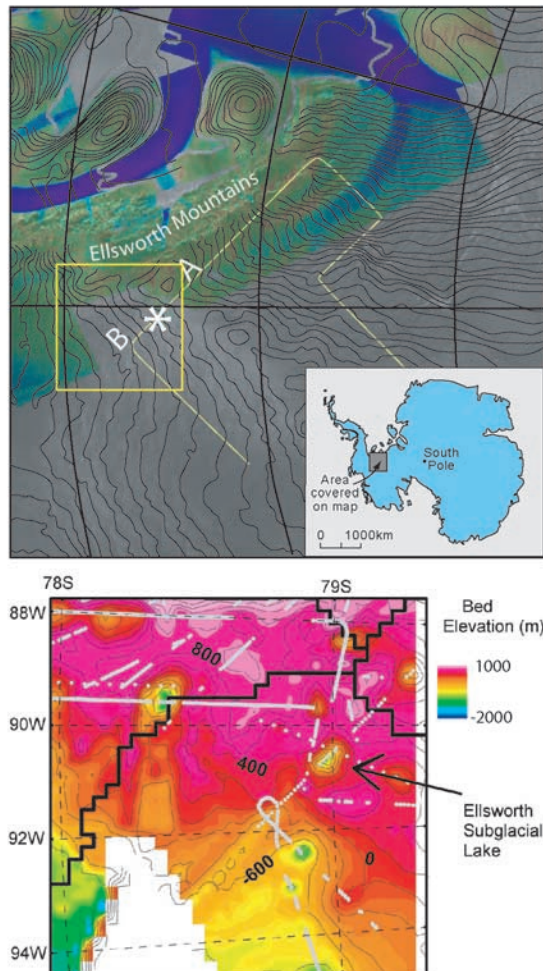 Ellsworth Mountains
A
*
B
South
Pole
Area
covered
on map
0 1000km
78S 79S
88W
90W
92W
94W
800
400
-600
0
Bed
Elevation (m)
1000
-2000
Ellsworth
Subglacial
Lake